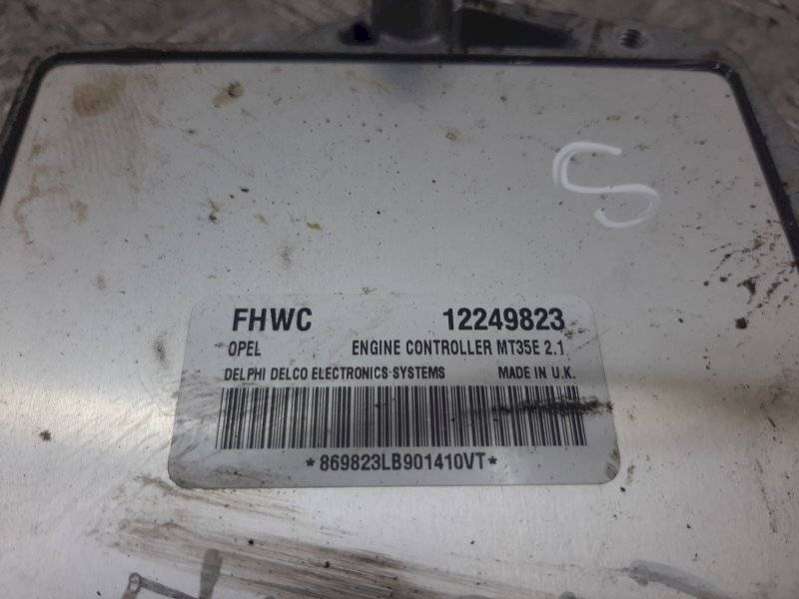 S
FHWC 12249823
OPEL ENGINE CONTROLLER MT35E 2.1
DELPHI DELCO ELECTRONICS SYSTEMS MADE IN U.K.
*869823LB901410VT*